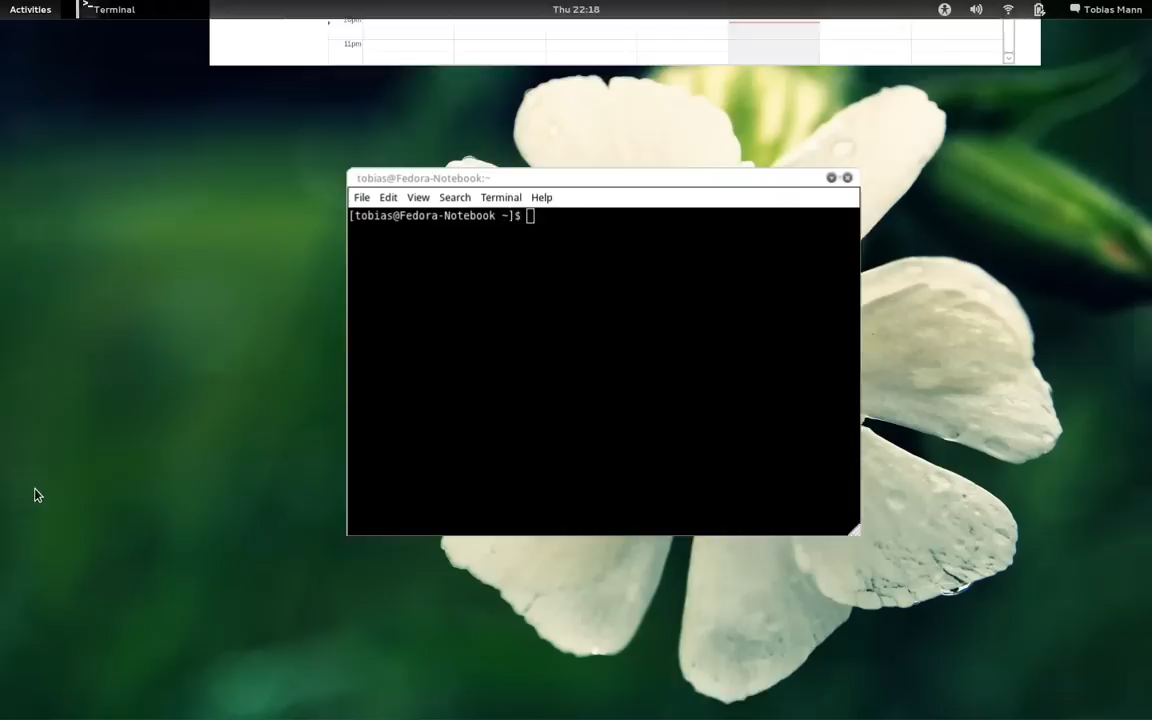 Activities
Terminal
Thu 22:18
Tobias Mann
11pm
tobias@Fedora-Notebook:~
File Edit View Search Terminal Help
[tobias@Fedora-Notebook ~]$